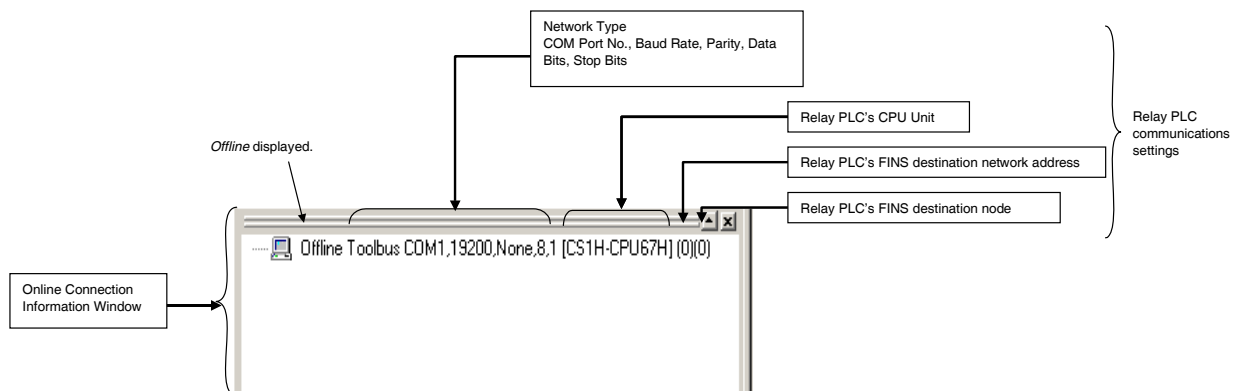 Network Type
COM Port No., Baud Rate, Parity, Data
Bits, Stop Bits
Relay PLC's CPU Unit
Relay PLC
communications
settings
Offline displayed.
Relay PLC's FINS destination network address
Relay PLC's FINS destination node
Offline Toolbus COM1,19200,None,8,1 [CS1H-CPU67H] (0)(0)
Online Connection
Information Window